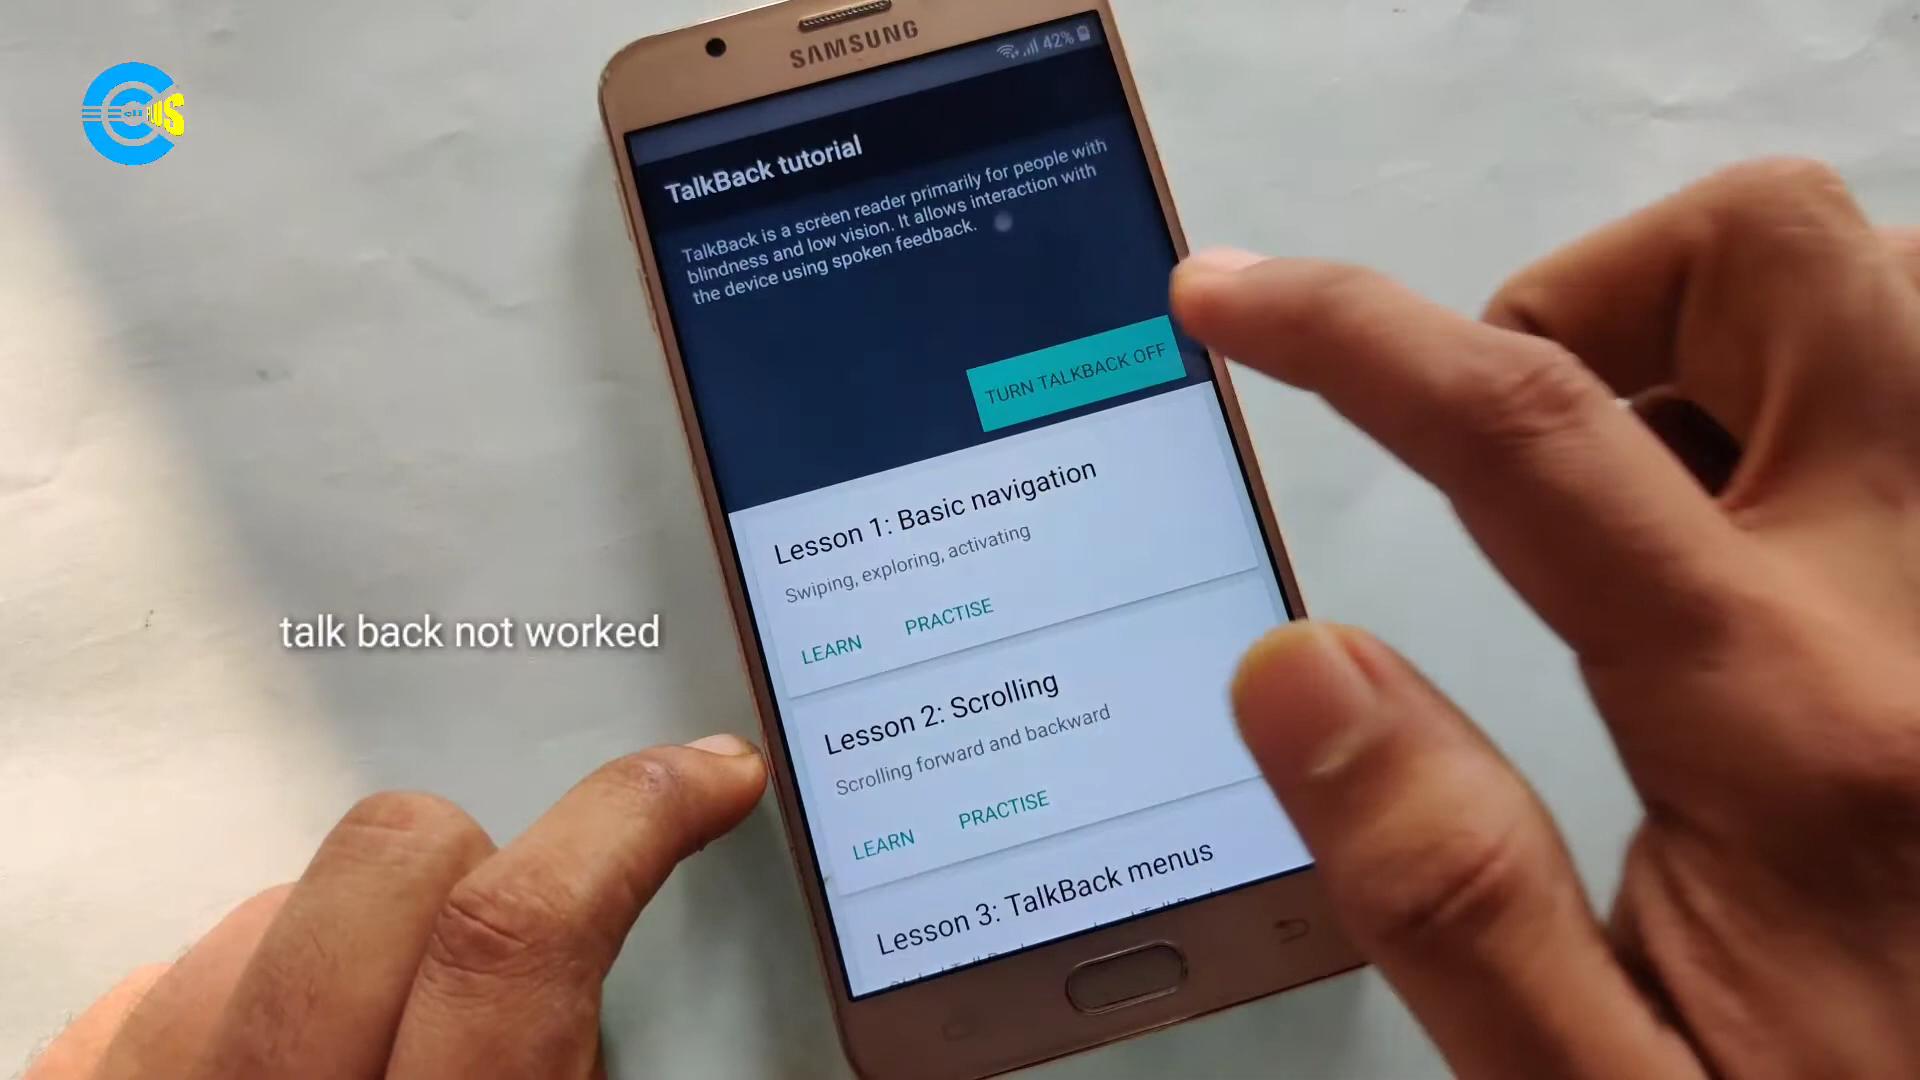 SAMSUNG
42%
TalkBack tutorial
TalkBack is a screen reader primarily for people with
blindness and low vision. It allows interaction with
the device using spoken feedback.
TURN TALKBACK OFF
Lesson 1: Basic navigation
Swiping, exploring, activating
LEARN PRACTISE
talk back not worked
Lesson 2: Scrolling
Scrolling forward and backward
LEARN PRACTISE
Lesson 3: TalkBack menus